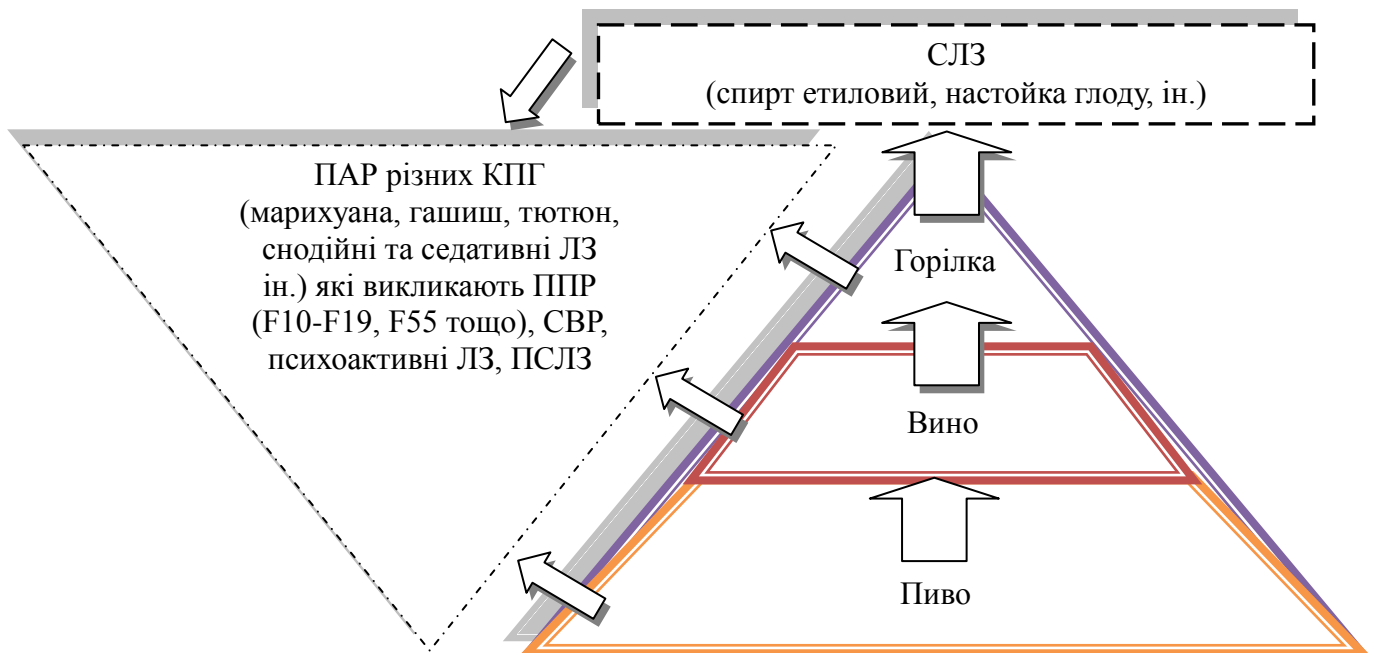 СЛЗ
(спирт етиловий, настойка глоду, ін.)
ПАР різних КПГ
(марихуана, гашиш, тютюн,
снодійні та седативні ЛЗ
ін.) які викликають ППР
(F10-F19, F55 тощо), СВР,
психоактивні ЛЗ, ПСЛЗ
Горілка
Вино
Пиво